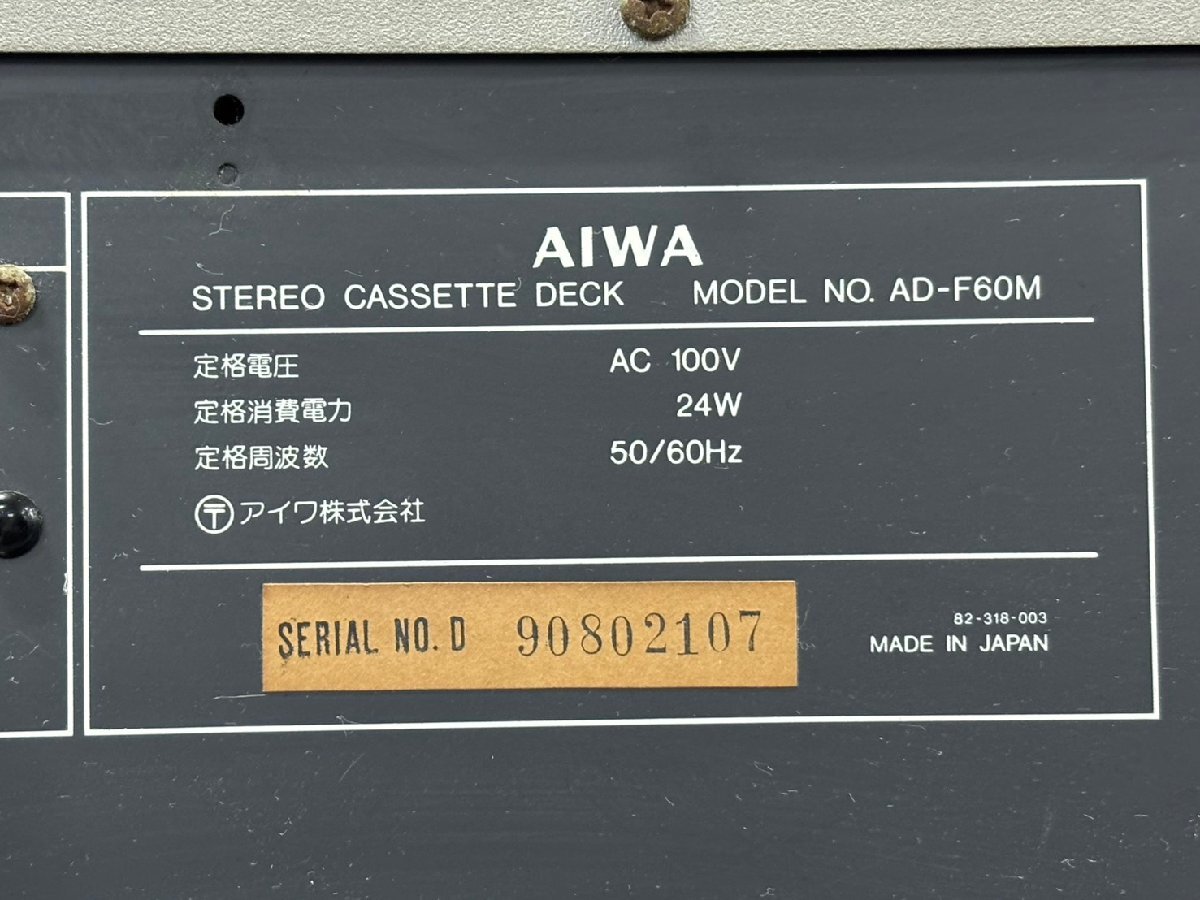 AIWA
STEREO CASSETTE DECK MODEL NO. AD-F60M
定格電圧 AC 100V
定格消費電力 24W
定格周波数 50/60Hz
〶アイワ株式会社
SERIAL NO. D 90802107
82-318-003
MADE IN JAPAN